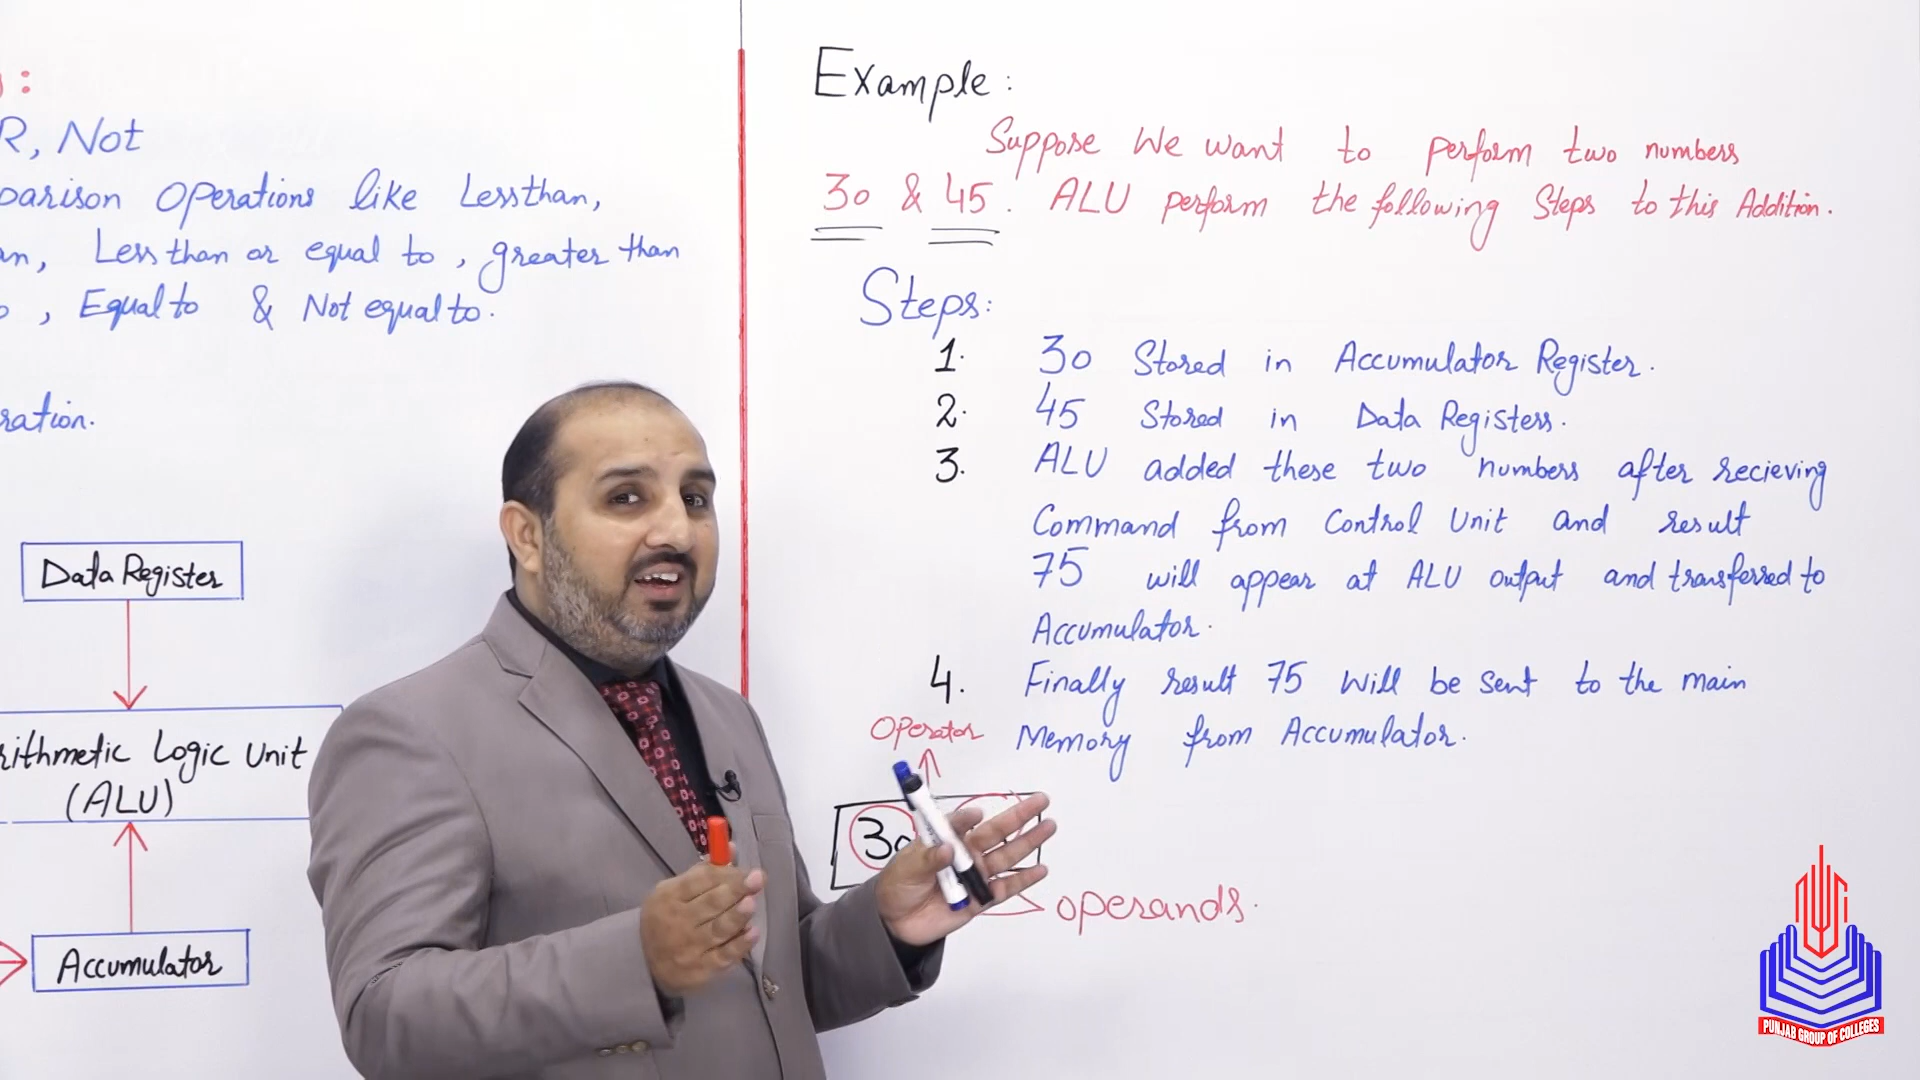 :
R, Not
parison Operations like Lessthan,
an, Less than or equal to, greater than
, Equal to & Not equal to.
ration.
Data Register
rithmetic Logic Unit
(ALU)
Accumulator
Example:
Suppose We want to perform two numbers
30 & 45. ALU perform the following Steps to this Addition.
Steps:
1. 30 Stored in Accumulator Register.
2. 45 Stored in Data Registers.
3. ALU added these two numbers after recieving
Command from Control Unit and result
75 will appear at ALU output and transferred to
Accumulator.
4. Finally result 75 will be sent to the main
Memory from Accumulator.
Operator
30
operands.
PUNJAB GROUP OF COLLEGES